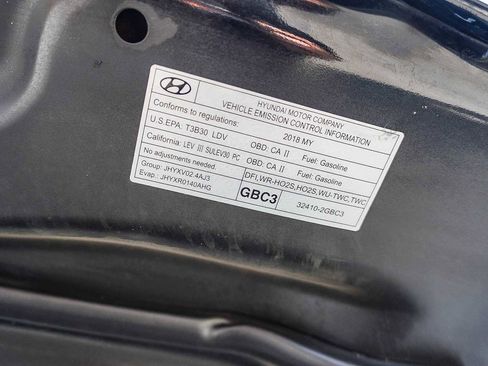 HYUNDAI MOTOR COMPANY
VEHICLE EMISSION CONTROL INFORMATION
Conforms to regulations: 2018 MY
U.S.EPA: T3B30 LDV OBD: CA II Fuel: Gasoline
California: LEV III SULEV30 PC OBD: CA II Fuel: Gasoline
No adjustments needed. DFI,WR-HO2S,HO2S,WU-TWC,TWC
Group: JHYXV02.4AJ3
Evap.: JHYXR0140AHG
GBC3
32410-2GBC3